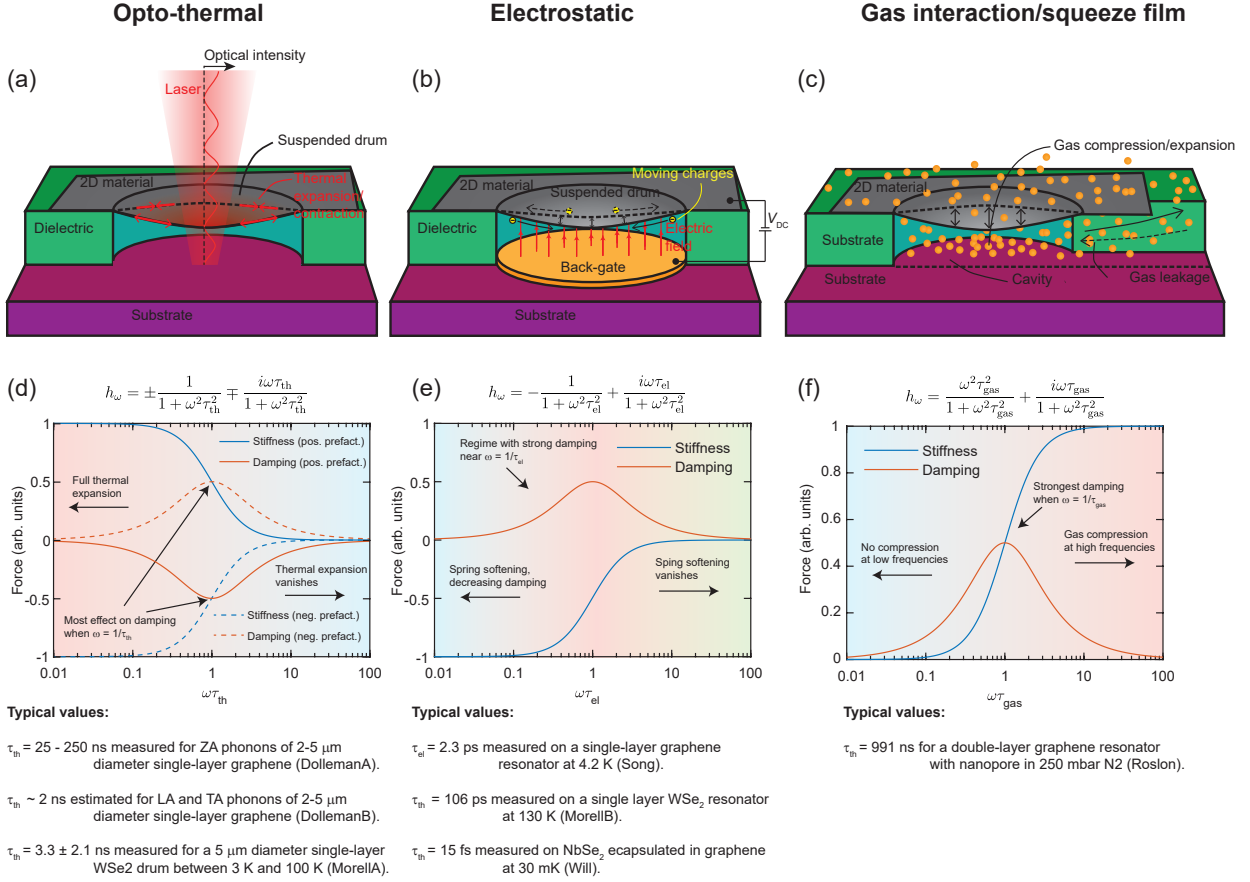 Opto-thermal
Electrostatic
Gas interaction/squeeze film
(a)
Optical intensity
Laser
Suspended drum
2D material
Thermal
expansion/
contraction
Dielectric
Substrate
(b)
Moving charges
2D material
Suspended drum
Dielectric
Electric
field
V_DC
Back-gate
Substrate
(c)
Gas compression/expansion
2D material
Substrate
Substrate
Cavity
Gas leakage
(d)
h_ω = ± 1/(1 + ω²τ²_th) ∓ iωτ_th/(1 + ω²τ²_th)
Stiffness (pos. prefact.)
Damping (pos. prefact.)
Full thermal
expansion
Thermal expansion
vanishes
Most effect on damping
when ω = 1/τ_th
Stiffness (neg. prefact.)
Damping (neg. prefact.)
Force (arb. units)
1
0.5
0
-0.5
-1
0.01 0.1 1 10 100
ωτ_th
(e)
h_ω = − 1/(1 + ω²τ²_el) + iωτ_el/(1 + ω²τ²_el)
Regime with strong damping
near ω = 1/τ_el
Stiffness
Damping
Spring softening,
decreasing damping
Sping softening
vanishes
Force (arb. units)
1
0.5
0
-0.5
-1
0.01 0.1 1 10 100
ωτ_el
(f)
h_ω = ω²τ²_gas/(1 + ω²τ²_gas) + iωτ_gas/(1 + ω²τ²_gas)
Stiffness
Damping
Strongest damping
when ω = 1/τ_gas
No compression
at low frequencies
Gas compression
at high frequencies
Force (arb. units)
1
0.8
0.6
0.4
0.2
0
0.01 0.1 1 10 100
ωτ_gas
Typical values:
τ_th = 25 - 250 ns measured for ZA phonons of 2-5 μm
diameter single-layer graphene (DollemanA).
τ_th ~ 2 ns estimated for LA and TA phonons of 2-5 μm
diameter single-layer graphene (DollemanB).
τ_th = 3.3 ± 2.1 ns measured for a 5 μm diameter single-layer
WSe2 drum between 3 K and 100 K (MorellA).
Typical values:
τ_el = 2.3 ps measured on a single-layer graphene
resonator at 4.2 K (Song).
τ_th = 106 ps measured on a single layer WSe₂ resonator
at 130 K (MorellB).
τ_th = 15 fs measured on NbSe₂ ecapsulated in graphene
at 30 mK (Will).
Typical values:
τ_th = 991 ns for a double-layer graphene resonator
with nanopore in 250 mbar N2 (Roslon).